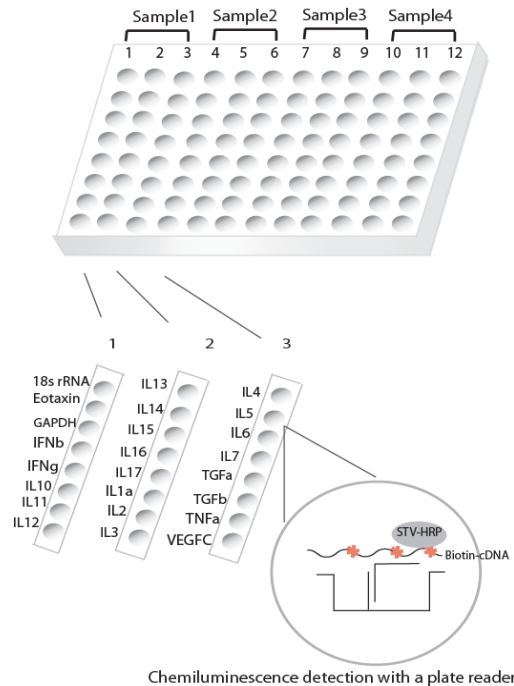 Sample1 Sample2 Sample3 Sample4
1 2 3 4 5 6 7 8 9 10 11 12
1 2 3
18s rRNA
Eotaxin
GAPDH
IFNb
IFNg
IL10
IL11
IL12
IL13
IL14
IL15
IL16
IL17
IL1a
IL2
IL3
IL4
IL5
IL6
IL7
TGFa
TGFb
TNFa
VEGFC
STV-HRP
Biotin-cDNA
Chemiluminescence detection with a plate reader